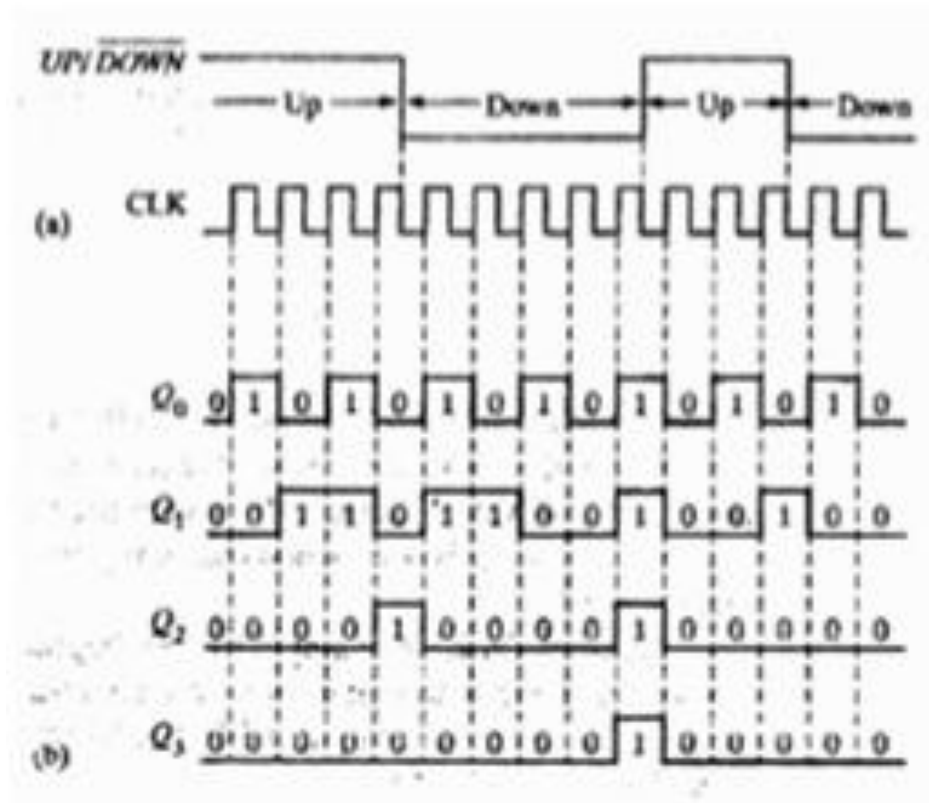 UP/DOWN
Up Down Up Down
(a) CLK
Q0 0 1 0 1 0 1 0 1 0 1 0 1 0 1 0
Q1 0 0 1 1 0 1 1 0 0 1 0 0 1 0 0
Q2 0 0 0 0 1 0 0 0 0 1 0 0 0 0 0
(b) Q3 0 0 0 0 0 0 0 0 0 1 0 0 0 0 0